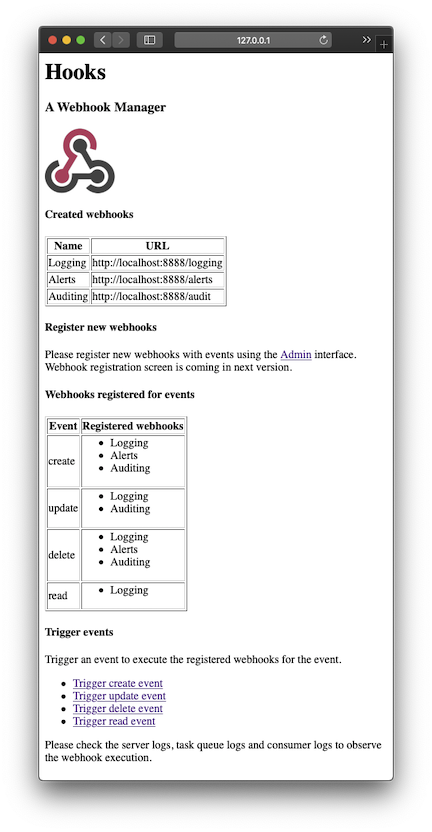 127.0.0.1
Hooks
A Webhook Manager
Created webhooks
Name URL
Logging http://localhost:8888/logging
Alerts http://localhost:8888/alerts
Auditing http://localhost:8888/audit
Register new webhooks
Please register new webhooks with events using the Admin interface.
Webhook registration screen is coming in next version.
Webhooks registered for events
Event Registered webhooks
create
• Logging
• Alerts
• Auditing
update
• Logging
• Auditing
delete
• Logging
• Alerts
• Auditing
read
• Logging
Trigger events
Trigger an event to execute the registered webhooks for the event.
• Trigger create event
• Trigger update event
• Trigger delete event
• Trigger read event
Please check the server logs, task queue logs and consumer logs to observe
the webhook execution.